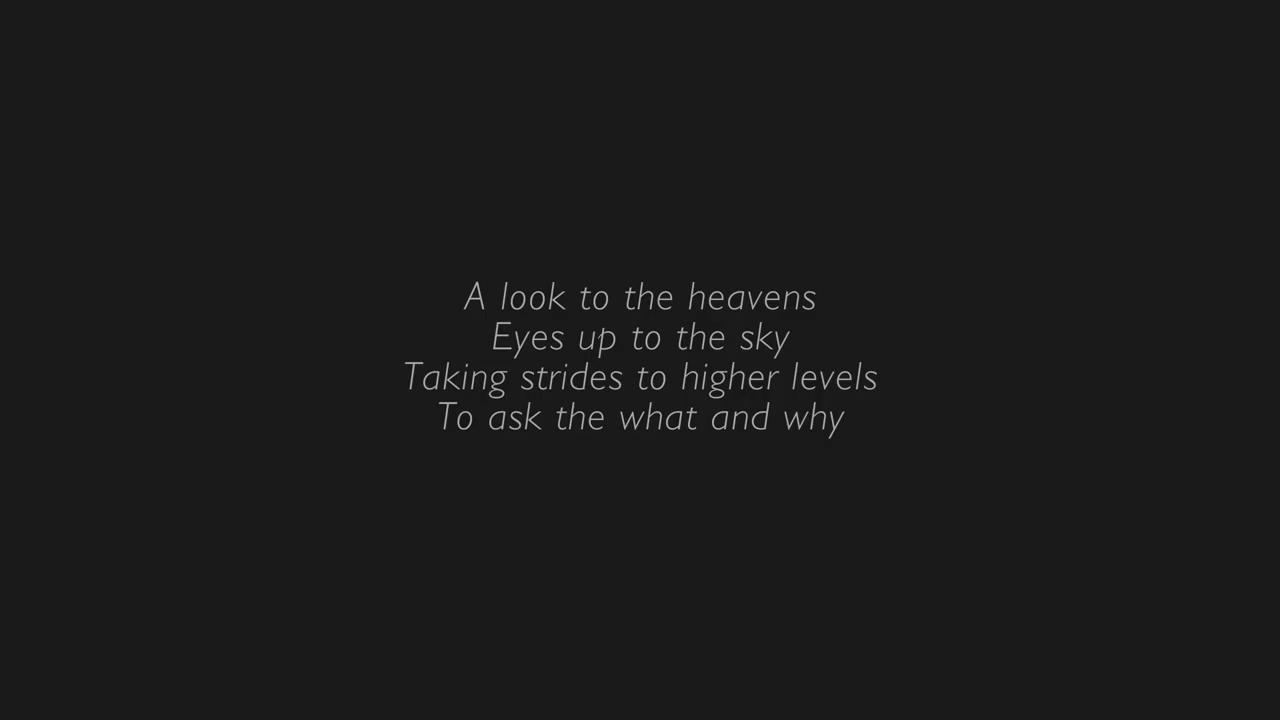 A look to the heavens
Eyes up to the sky
Taking strides to higher levels
To ask the what and why